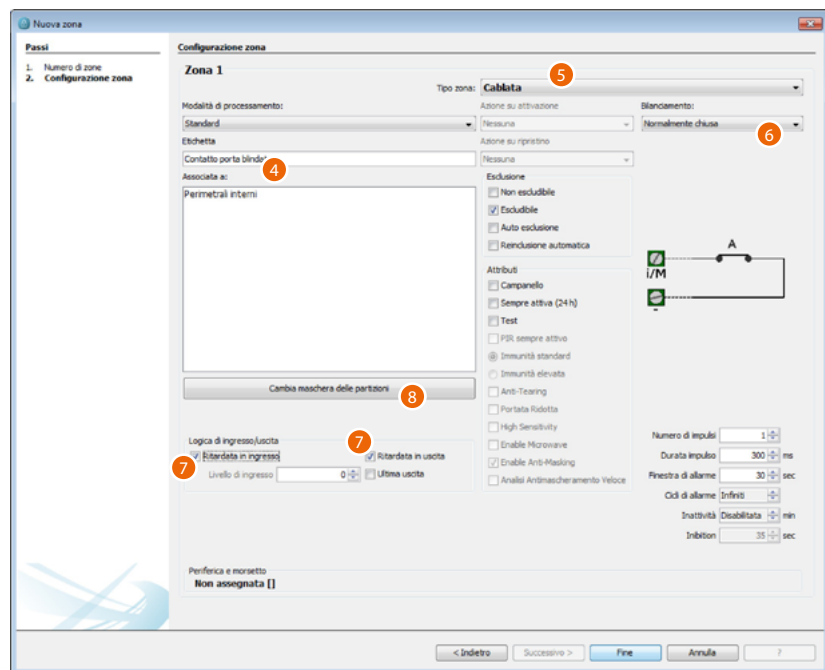 Nuova zona
Passi
1. Numero di zone
2. Configurazione zona
Configurazione zona
Zona 1
5
Tipo zona: Cablata
Modalità di processamento:
Azione su attivazione
Bilanciamento:
Standard
Nessuna
Normalmente chiusa
6
Etichetta
Azione su ripristino
Contatto porta blindat
4
Nessuna
Associata a:
Perimetrali interni
Esclusione
Non escludibile
Escludibile
Auto esclusione
Reinclusione automatica
A
i/M
-
Attributi
Campanello
Sempre attiva (24 h)
Test
PIR sempre attivo
Immunità standard
Immunità elevata
Anti-Tearing
Portata Ridotta
High Sensitivity
Enable Microwave
Enable Anti-Masking
Analisi Antimascheramento Veloce
Cambia maschera delle partizioni
8
Logica di ingresso/uscita
7
7
Ritardata in ingresso
Ritardata in uscita
Livello di ingresso 0
Ultima uscita
Numero di impulsi 1
Durata impulso 300 ms
Finestra di allarme 30 sec
Cicli di allarme Infiniti
Inattività Disabilitata min
Inibition 35 sec
Periferica e morsetto
Non assegnata []
< Indietro
Successivo >
Fine
Annulla
?